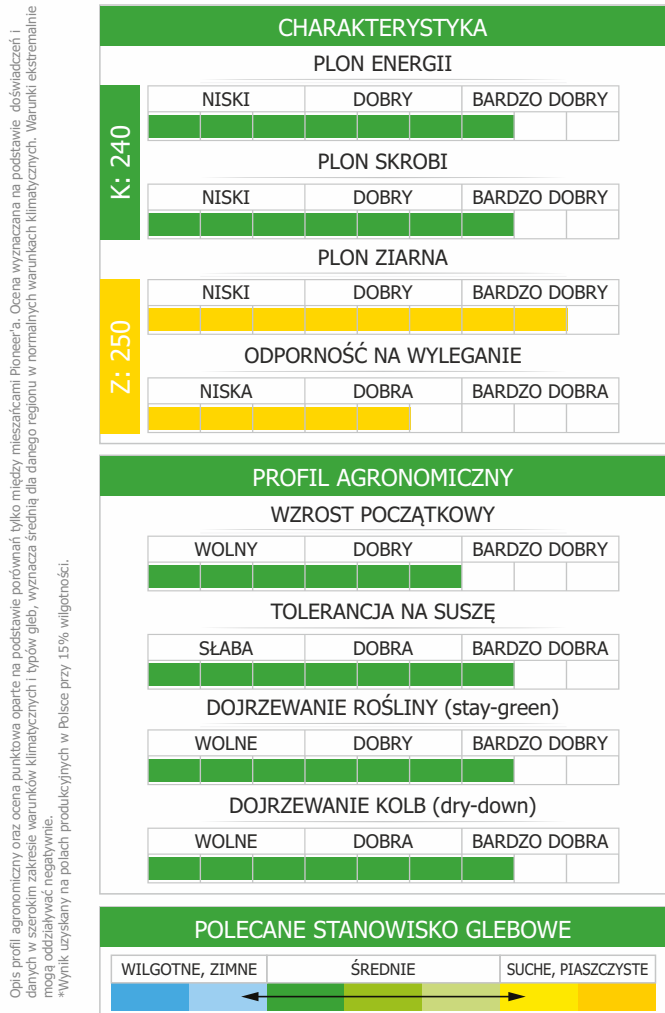 CHARAKTERYSTYKA
K: 240
PLON ENERGII
NISKI DOBRY BARDZO DOBRY
PLON SKROBI
NISKI DOBRY BARDZO DOBRY
Z: 250
PLON ZIARNA
NISKI DOBRY BARDZO DOBRY
ODPORNOŚĆ NA WYLEGANIE
NISKA DOBRA BARDZO DOBRA
PROFIL AGRONOMICZNY
WZROST POCZĄTKOWY
WOLNY DOBRY BARDZO DOBRY
TOLERANCJA NA SUSZĘ
SŁABA DOBRA BARDZO DOBRA
DOJRZEWANIE ROŚLINY (stay-green)
WOLNE DOBRY BARDZO DOBRY
DOJRZEWANIE KOLB (dry-down)
WOLNE DOBRA BARDZO DOBRA
POLECANE STANOWISKO GLEBOWE
WILGOTNE, ZIMNE ŚREDNIE SUCHE, PIASZCZYSTE
Opis profil agronomiczny oraz ocena punktowa oparte na podstawie porównań tylko między mieszańcami Pioneer'a. Ocena wyznaczana na podstawie doświadczeń i
danych w szerokim zakresie warunków klimatycznych i typów gleb, wyznacza średnią dla danego regionu w normalnych warunkach klimatycznych. Warunki ekstremalnie
mogą oddziaływać negatywnie.
*Wynik uzyskany na polach produkcyjnych w Polsce przy 15% wilgotności.